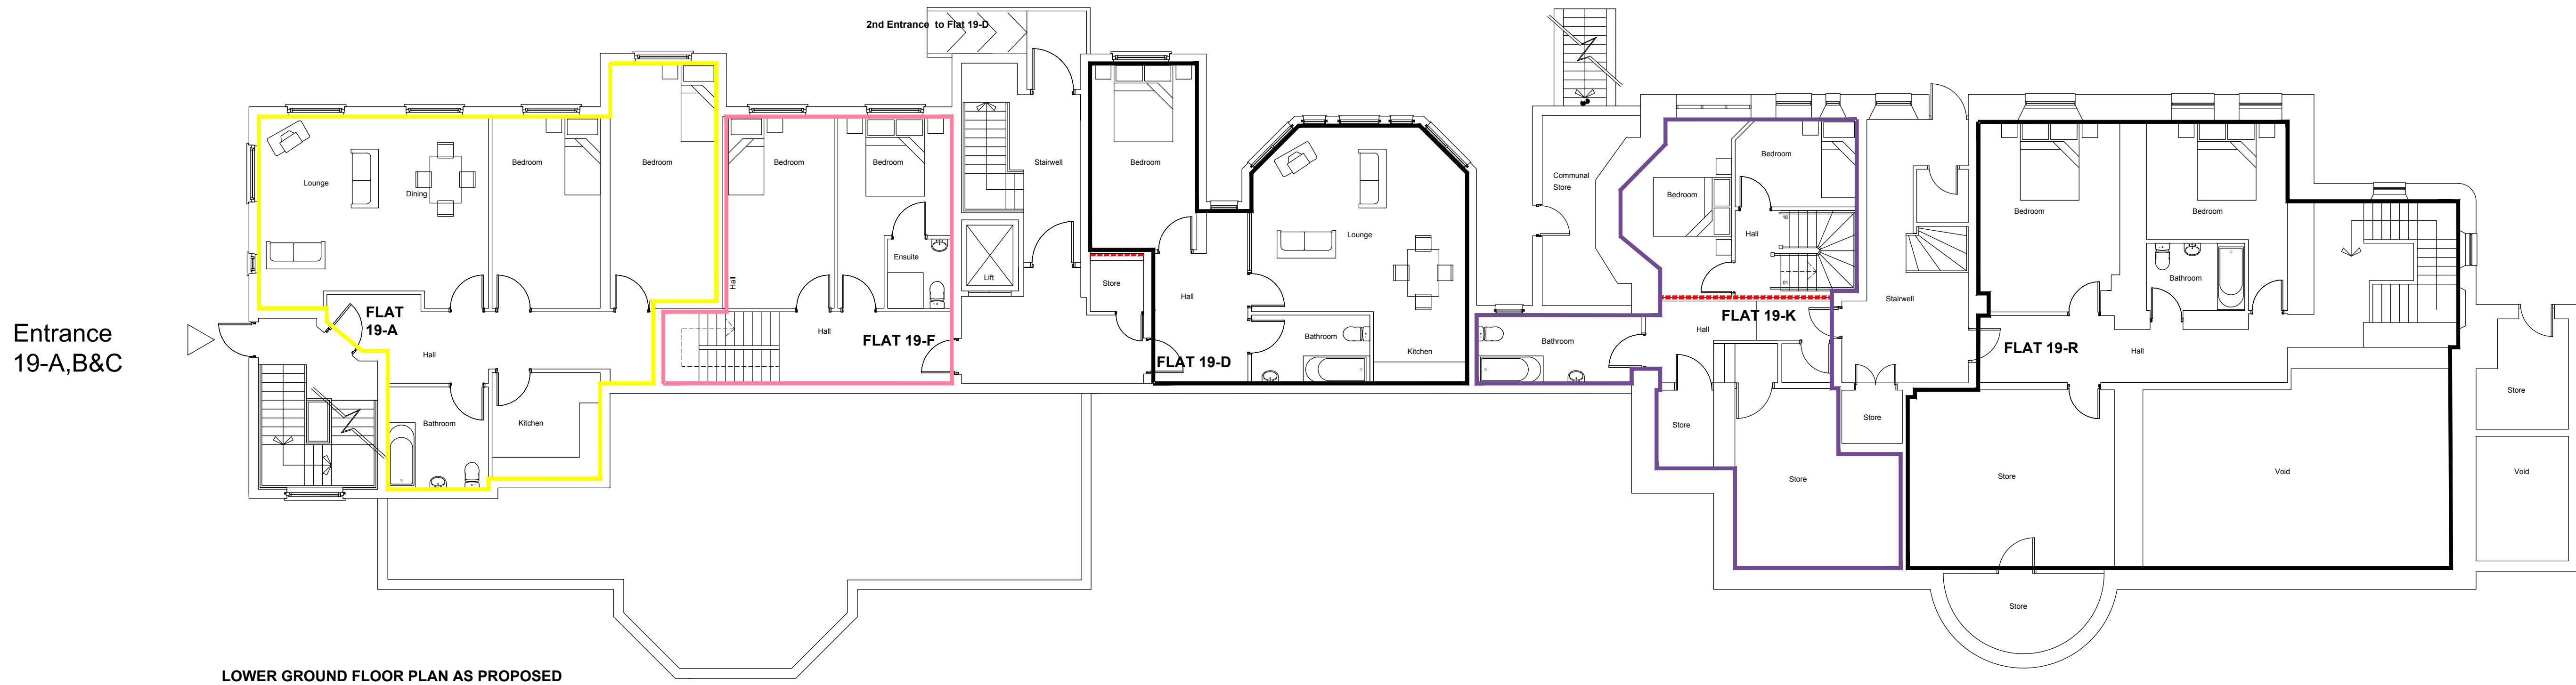 2nd Entrance to Flat 19-D
Entrance
19-A,B&C
Lounge
Dining
Bedroom
Bedroom
FLAT
19-A
Hall
Bathroom
Kitchen
Bedroom
Bedroom
Ensuite
Hall
Hall
FLAT 19-F
Stairwell
Lift
Store
Bedroom
Hall
FLAT 19-D
Lounge
Bathroom
Kitchen
Communal
Store
Bedroom
Bedroom
Hall
16
01
FLAT 19-K
Hall
Bathroom
Store
Store
Stairwell
Store
Bedroom
Bedroom
Bathroom
FLAT 19-R
Hall
Store
Void
Store
Store
Void
LOWER GROUND FLOOR PLAN AS PROPOSED